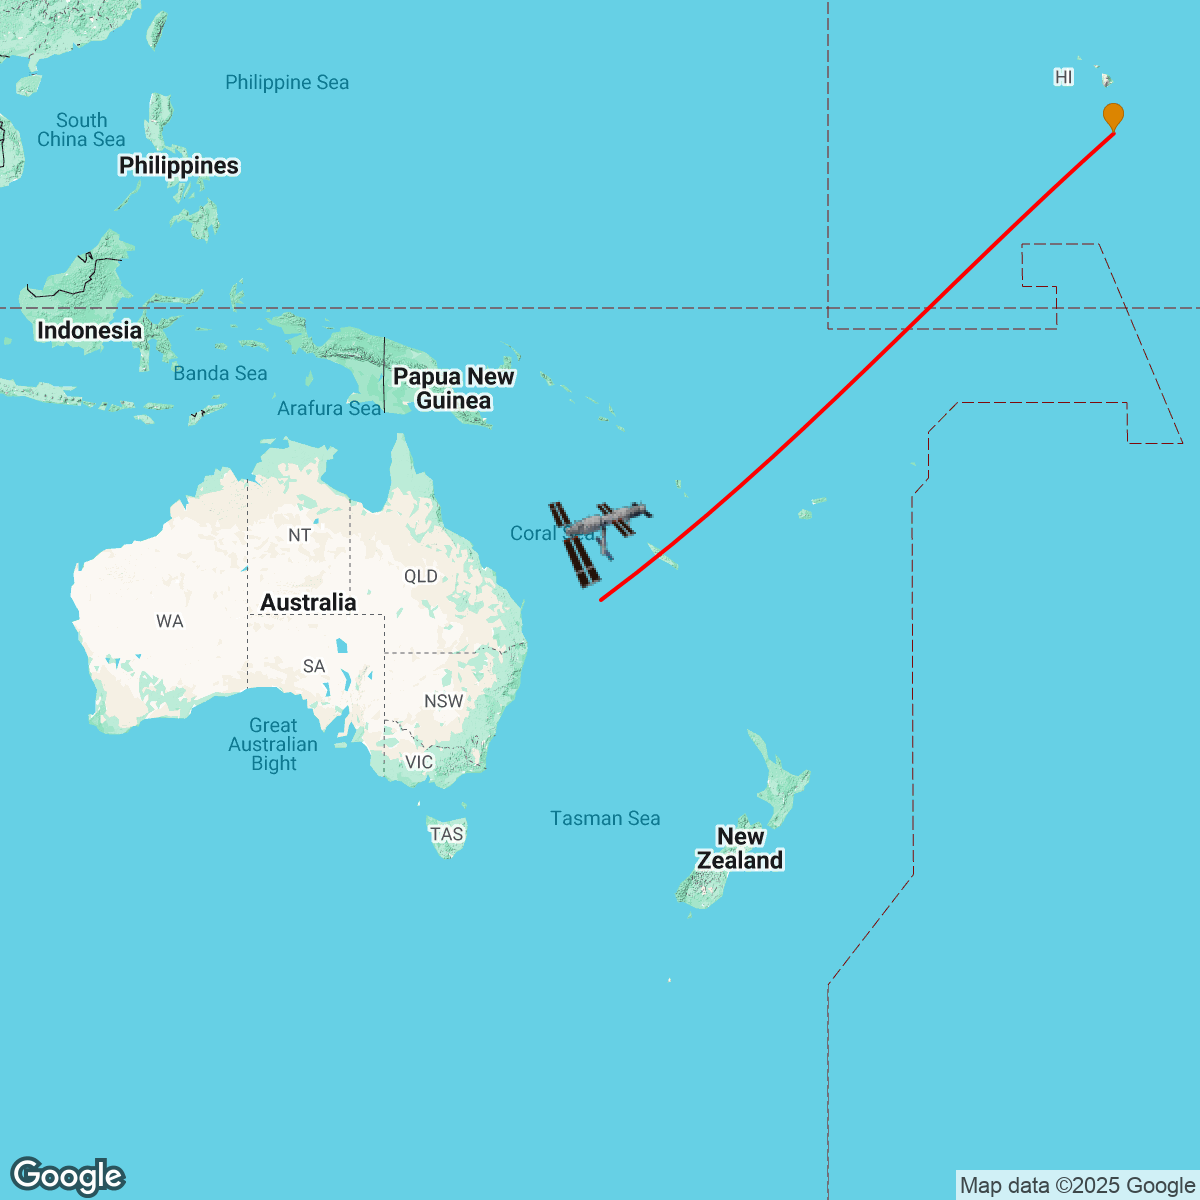 HI
Philippine Sea
South
China Sea
Philippines
Indonesia
Banda Sea
Papua New
Guinea
Arafura Sea
Coral Sea
NT
QLD
Australia
WA
SA
NSW
Great
Australian
Bight
VIC
Tasman Sea
TAS
New
Zealand
Google
Map data ©2025 Google